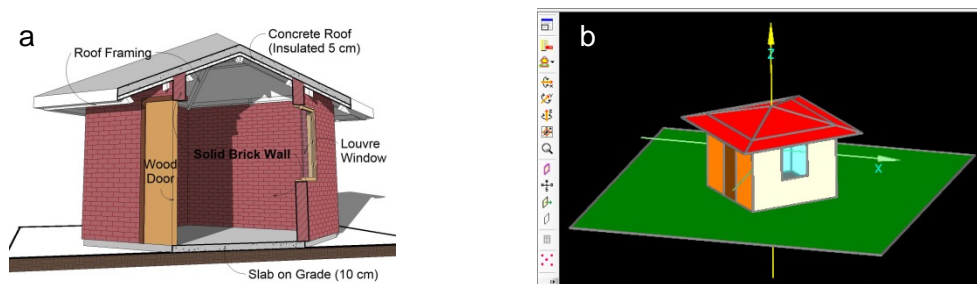 a
Roof Framing
Concrete Roof
(Insulated 5 cm)
Wood
Door
Solid Brick Wall
Louvre
Window
Slab on Grade (10 cm)
b
Z
X